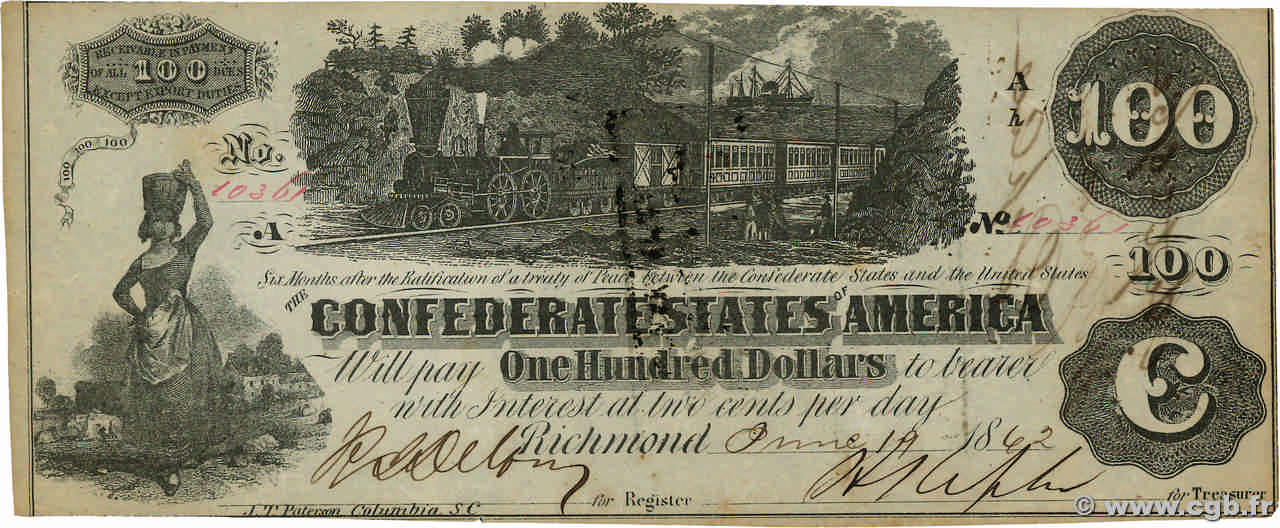 RECEIVABLE IN PAYMENT
OF ALL 100 DUES
EXCEPT EXPORT DUTIES
100 100 100
No.
10361
A
A
h
100
No 10361
100
Six Months after the Ratification of a treaty of Peace between the Confederate States and the United States
THE CONFEDERATE STATES OF AMERICA
Will pay One Hundred Dollars to bearer
with Interest at two cents per day
Richmond June 19 1862
C
for Register
for Treasurer
J. T. Paterson, Columbia, S.C
© www.cgb.fr